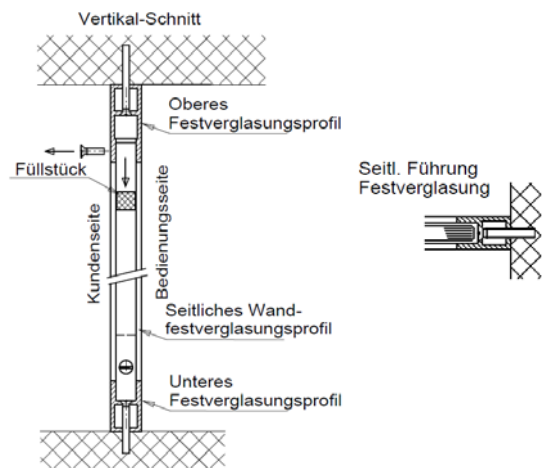 Vertikal-Schnitt
Oberes
Festverglasungsprofil
Füllstück
Kundenseite
Bedienungsseite
Seitl. Führung
Festverglasung
Seitliches Wand-
festverglasungsprofil
Unteres
Festverglasungsprofil